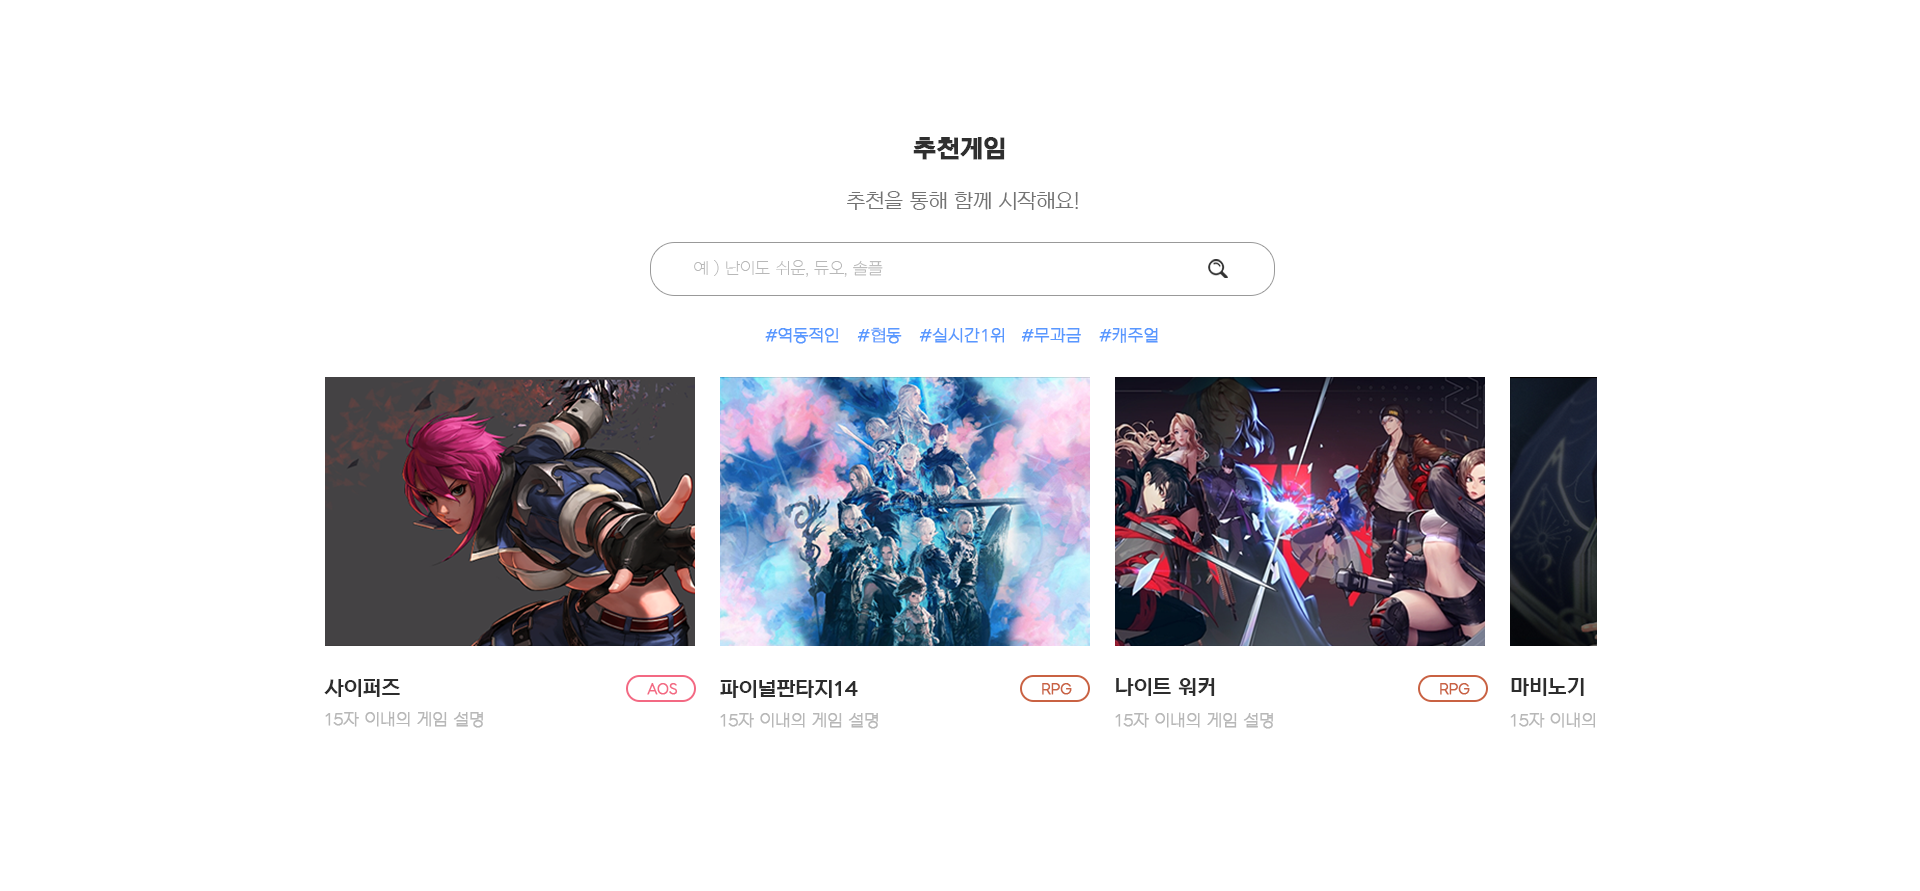 추천게임
추천을 통해 함께 시작해요!
예 ) 난이도 쉬운, 듀오, 솔플
#역동적인 #협동 #실시간1위 #무과금 #캐주얼
사이퍼즈 AOS
15자 이내의 게임 설명
파이널판타지14 RPG
15자 이내의 게임 설명
나이트 워커 RPG
15자 이내의 게임 설명
마비노기
15자 이내의